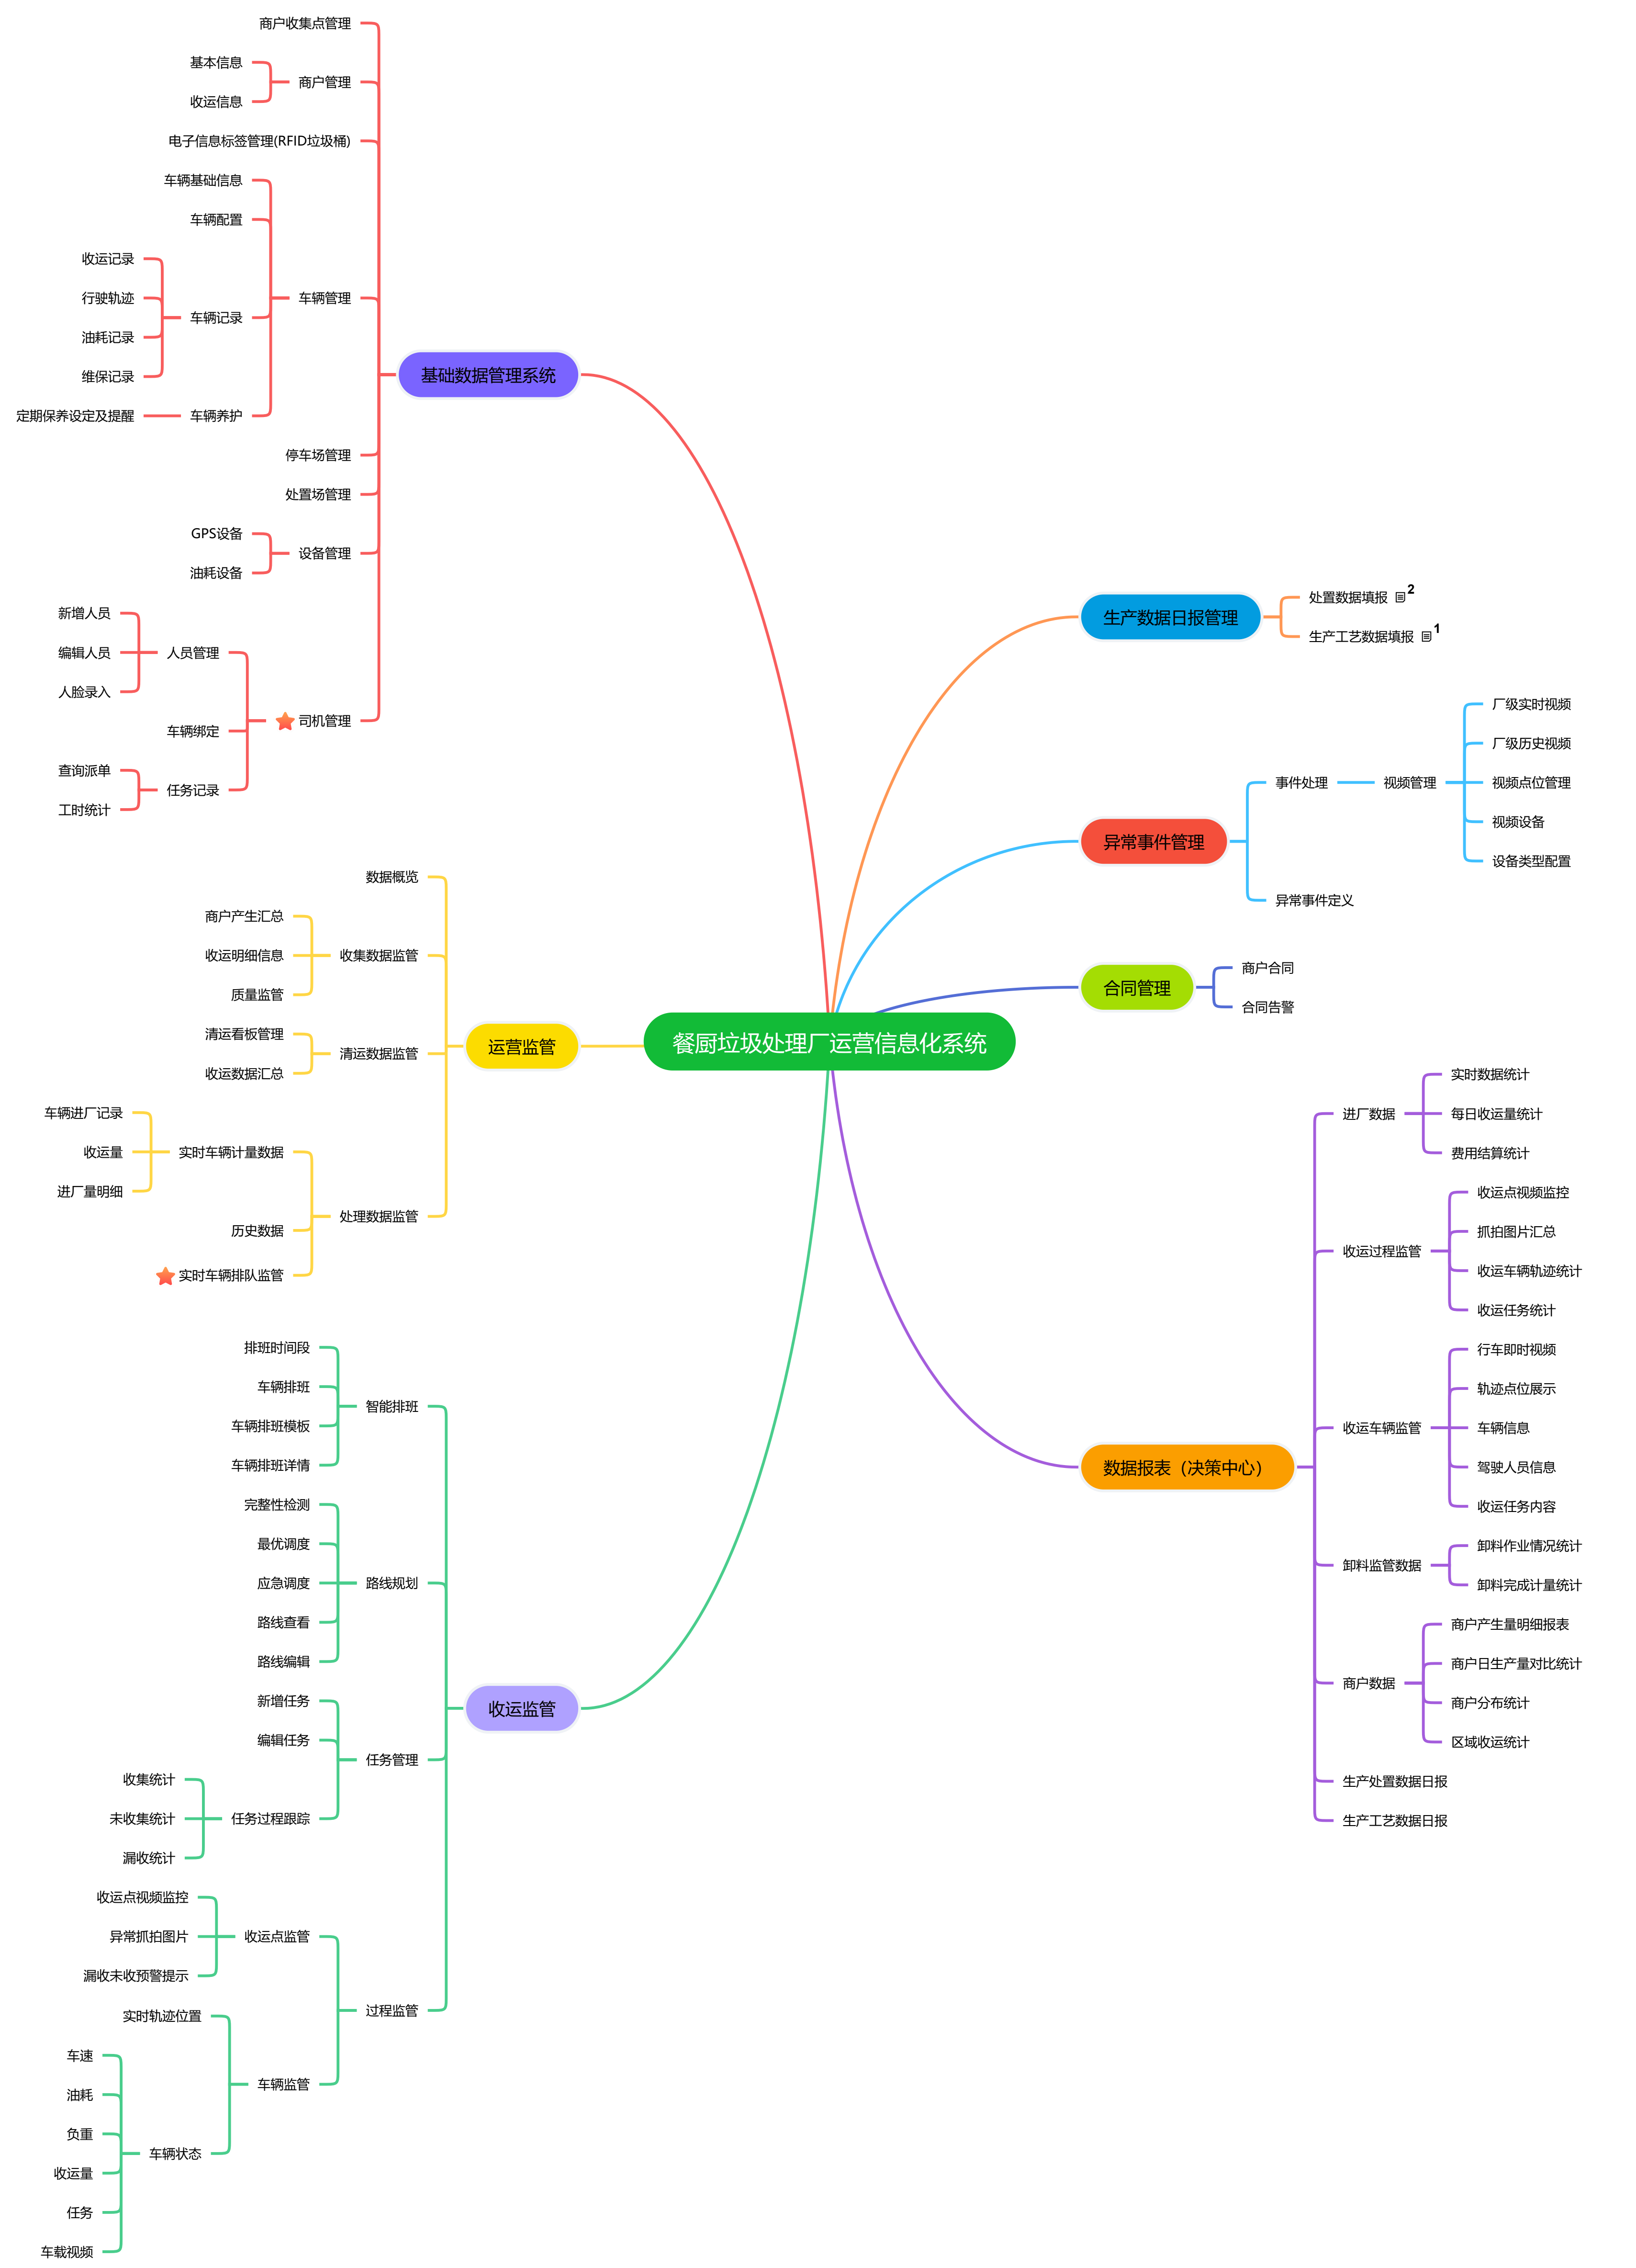 餐厨垃圾处理厂运营信息化系统
基础数据管理系统
商户收集点管理
商户管理
基本信息
收运信息
电子信息标签管理(RFID垃圾桶)
车辆管理
车辆基础信息
车辆配置
车辆记录
收运记录
行驶轨迹
油耗记录
维保记录
车辆养护
定期保养设定及提醒
停车场管理
处置场管理
设备管理
GPS设备
油耗设备
司机管理
人员管理
新增人员
编辑人员
人脸录入
车辆绑定
任务记录
查询派单
工时统计
运营监管
数据概览
收集数据监管
商户产生汇总
收运明细信息
质量监管
清运数据监管
清运看板管理
收运数据汇总
处理数据监管
实时车辆计量数据
车辆进厂记录
收运量
进厂量明细
历史数据
实时车辆排队监管
收运监管
智能排班
排班时间段
车辆排班
车辆排班模板
车辆排班详情
路线规划
完整性检测
最优调度
应急调度
路线查看
路线编辑
任务管理
新增任务
编辑任务
任务过程跟踪
收集统计
未收集统计
漏收统计
过程监管
收运点监管
收运点视频监控
异常抓拍图片
漏收未收预警提示
车辆监管
实时轨迹位置
车辆状态
车速
油耗
负重
收运量
任务
车载视频
生产数据日报管理
处置数据填报 2
生产工艺数据填报 1
异常事件管理
事件处理
视频管理
厂级实时视频
厂级历史视频
视频点位管理
视频设备
设备类型配置
异常事件定义
合同管理
商户合同
合同告警
数据报表（决策中心）
进厂数据
实时数据统计
每日收运量统计
费用结算统计
收运过程监管
收运点视频监控
抓拍图片汇总
收运车辆轨迹统计
收运任务统计
收运车辆监管
行车即时视频
轨迹点位展示
车辆信息
驾驶人员信息
收运任务内容
卸料监管数据
卸料作业情况统计
卸料完成计量统计
商户数据
商户产生量明细报表
商户日生产量对比统计
商户分布统计
区域收运统计
生产处置数据日报
生产工艺数据日报